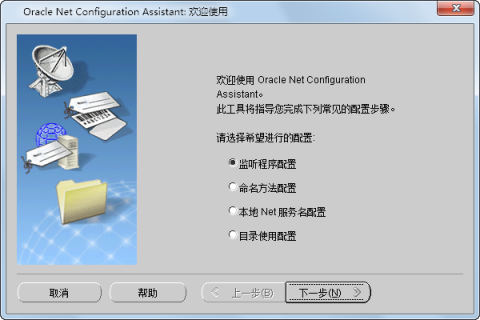 Oracle Net Configuration Assistant: 欢迎使用
欢迎使用 Oracle Net Configuration
Assistant。
此工具将指导您完成下列常见的配置步骤。
请选择希望进行的配置:
监听程序配置
命名方法配置
本地 Net 服务名配置
目录使用配置
取消 帮助 上一步(B) 下一步(N)